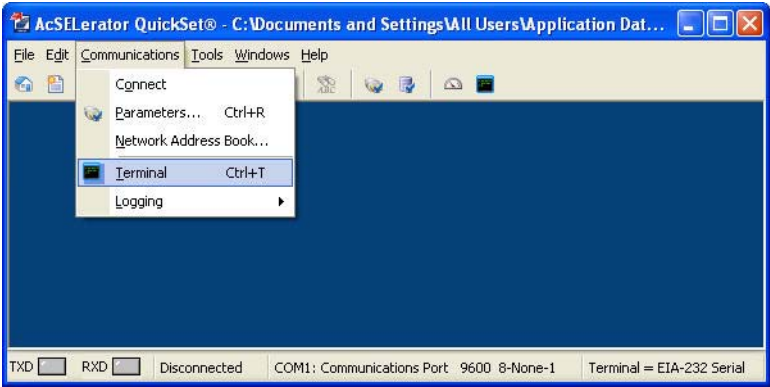 AcSELerator QuickSet® - C:\Documents and Settings\All Users\Application Dat...
File Edit Communications Tools Windows Help
Connect
Parameters... Ctrl+R
Network Address Book...
Terminal Ctrl+T
Logging
TXD RXD Disconnected COM1: Communications Port 9600 8-None-1 Terminal = EIA-232 Serial